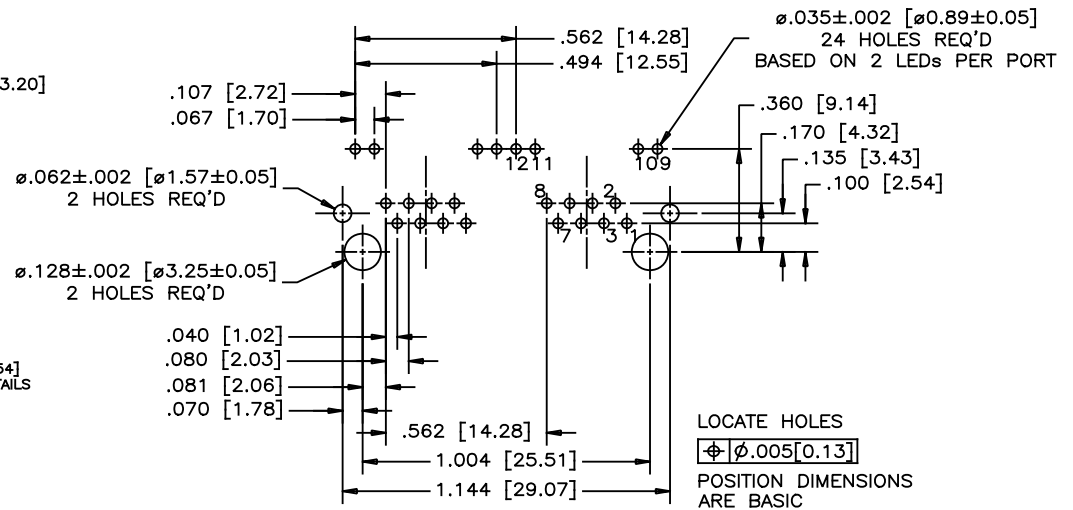 ø.035±.002 [ø0.89±0.05]
24 HOLES REQ'D
BASED ON 2 LEDs PER PORT
.562 [14.28]
.494 [12.55]
3.20]
.107 [2.72]
.067 [1.70]
.360 [9.14]
.170 [4.32]
.135 [3.43]
.100 [2.54]
1211
109
ø.062±.002 [ø1.57±0.05]
2 HOLES REQ'D
8
2
7
3
1
ø.128±.002 [ø3.25±0.05]
2 HOLES REQ'D
.040 [1.02]
.080 [2.03]
54]
TAILS
.081 [2.06]
.070 [1.78]
.562 [14.28]
1.004 [25.51]
1.144 [29.07]
LOCATE HOLES
⌖ Ø.005[0.13]
POSITION DIMENSIONS
ARE BASIC